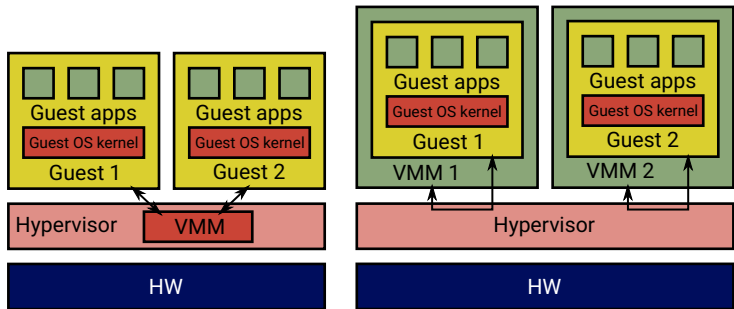 Guest apps
Guest OS kernel
Guest 1
Guest apps
Guest OS kernel
Guest 2
Hypervisor
VMM
HW
Guest apps
Guest OS kernel
Guest 1
VMM 1
Guest apps
Guest OS kernel
Guest 2
VMM 2
Hypervisor
HW